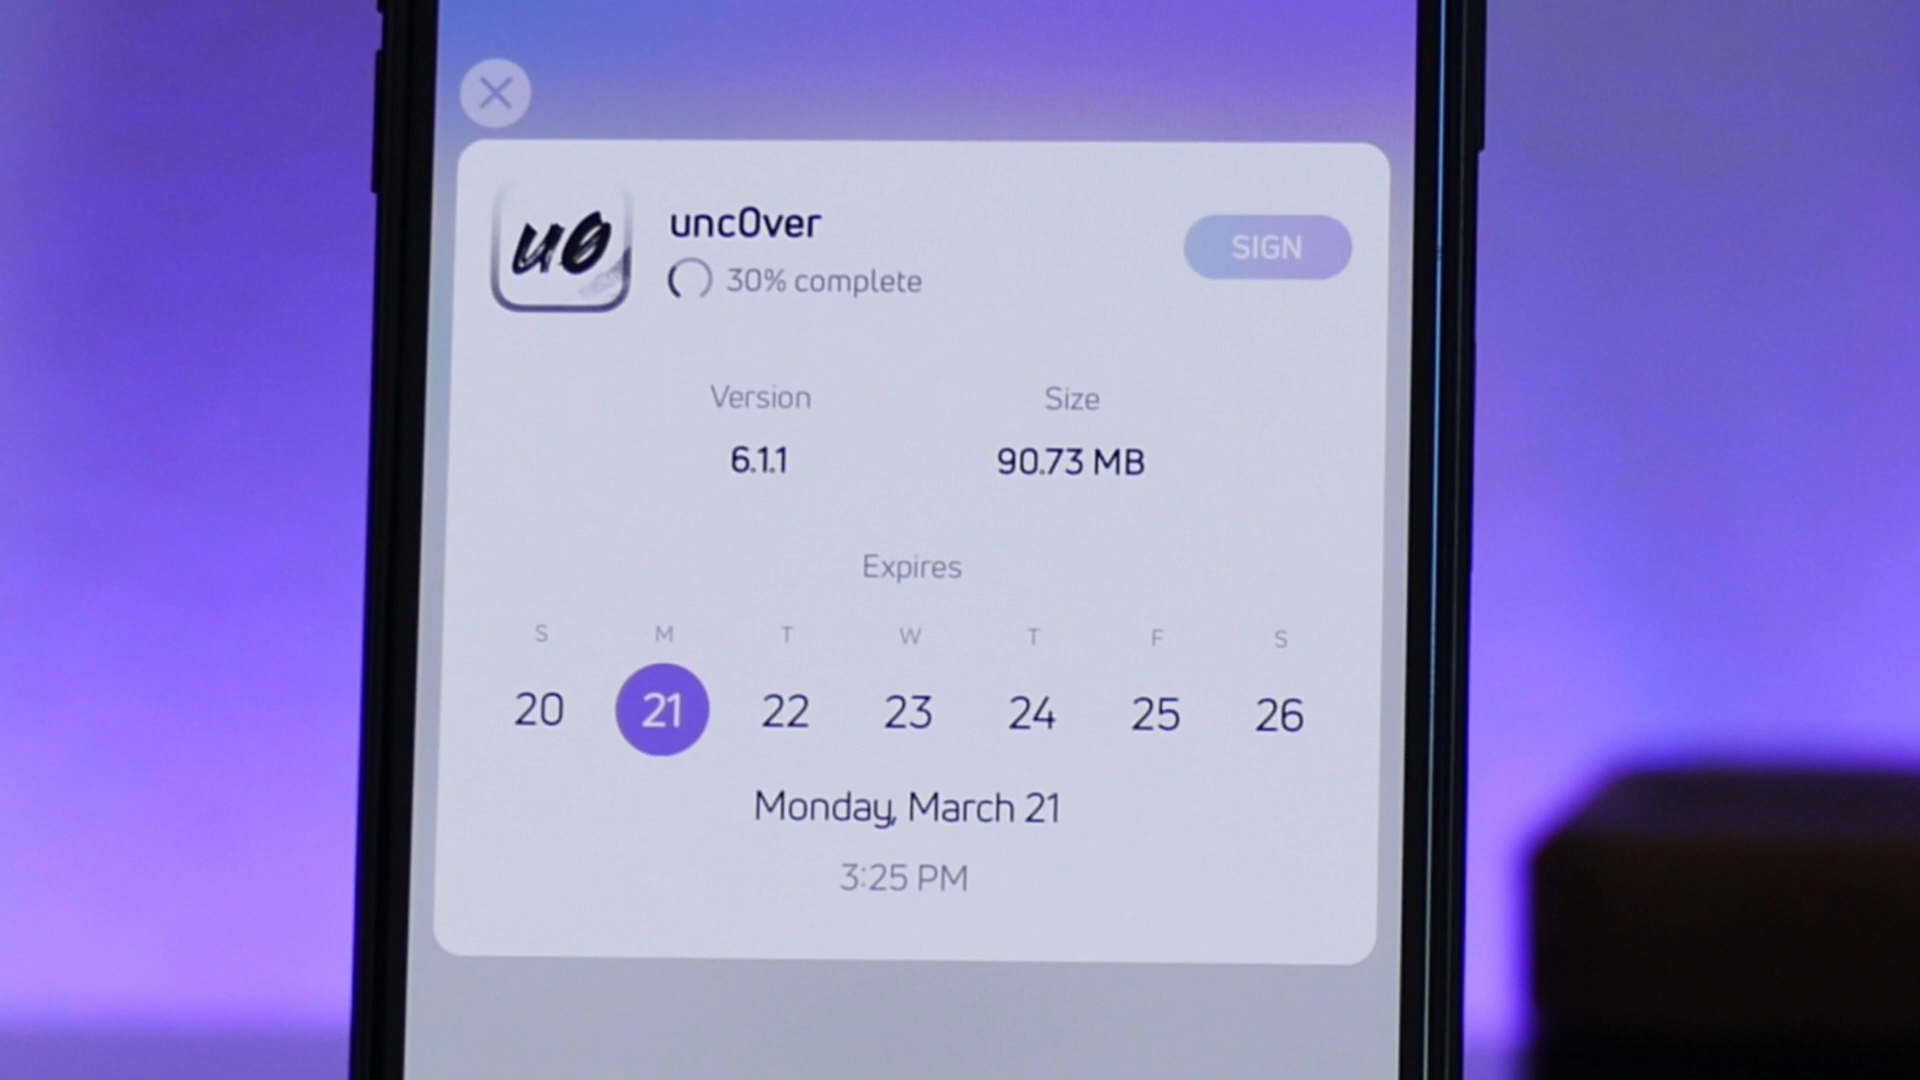 u0
unc0ver
30% complete
SIGN
Version
Size
6.1.1
90.73 MB
Expires
S M T W T F S
20 21 22 23 24 25 26
Monday, March 21
3:25 PM